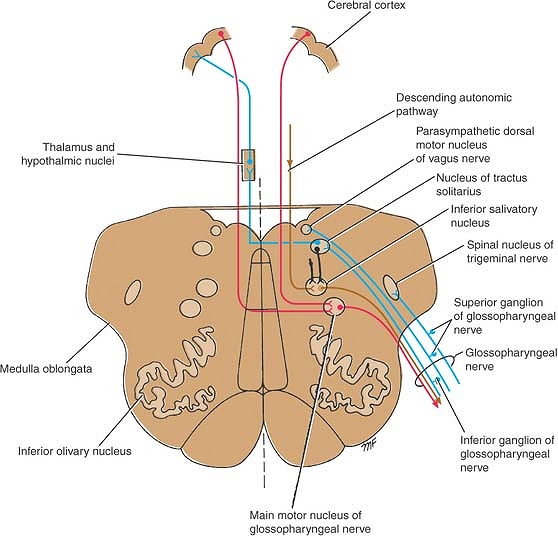 Cerebral cortex
Descending autonomic
pathway
Parasympathetic dorsal
motor nucleus
of vagus nerve
Thalamus and
hypothalmic nuclei
Nucleus of tractus
solitarius
Inferior salivatory
nucleus
Spinal nucleus of
trigeminal nerve
Superior ganglion
of glossopharyngeal
nerve
Glossopharyngeal
nerve
Medulla oblongata
Inferior olivary nucleus
MF
Inferior ganglion of
glossopharyngeal
nerve
Main motor nucleus of
glossopharyngeal nerve